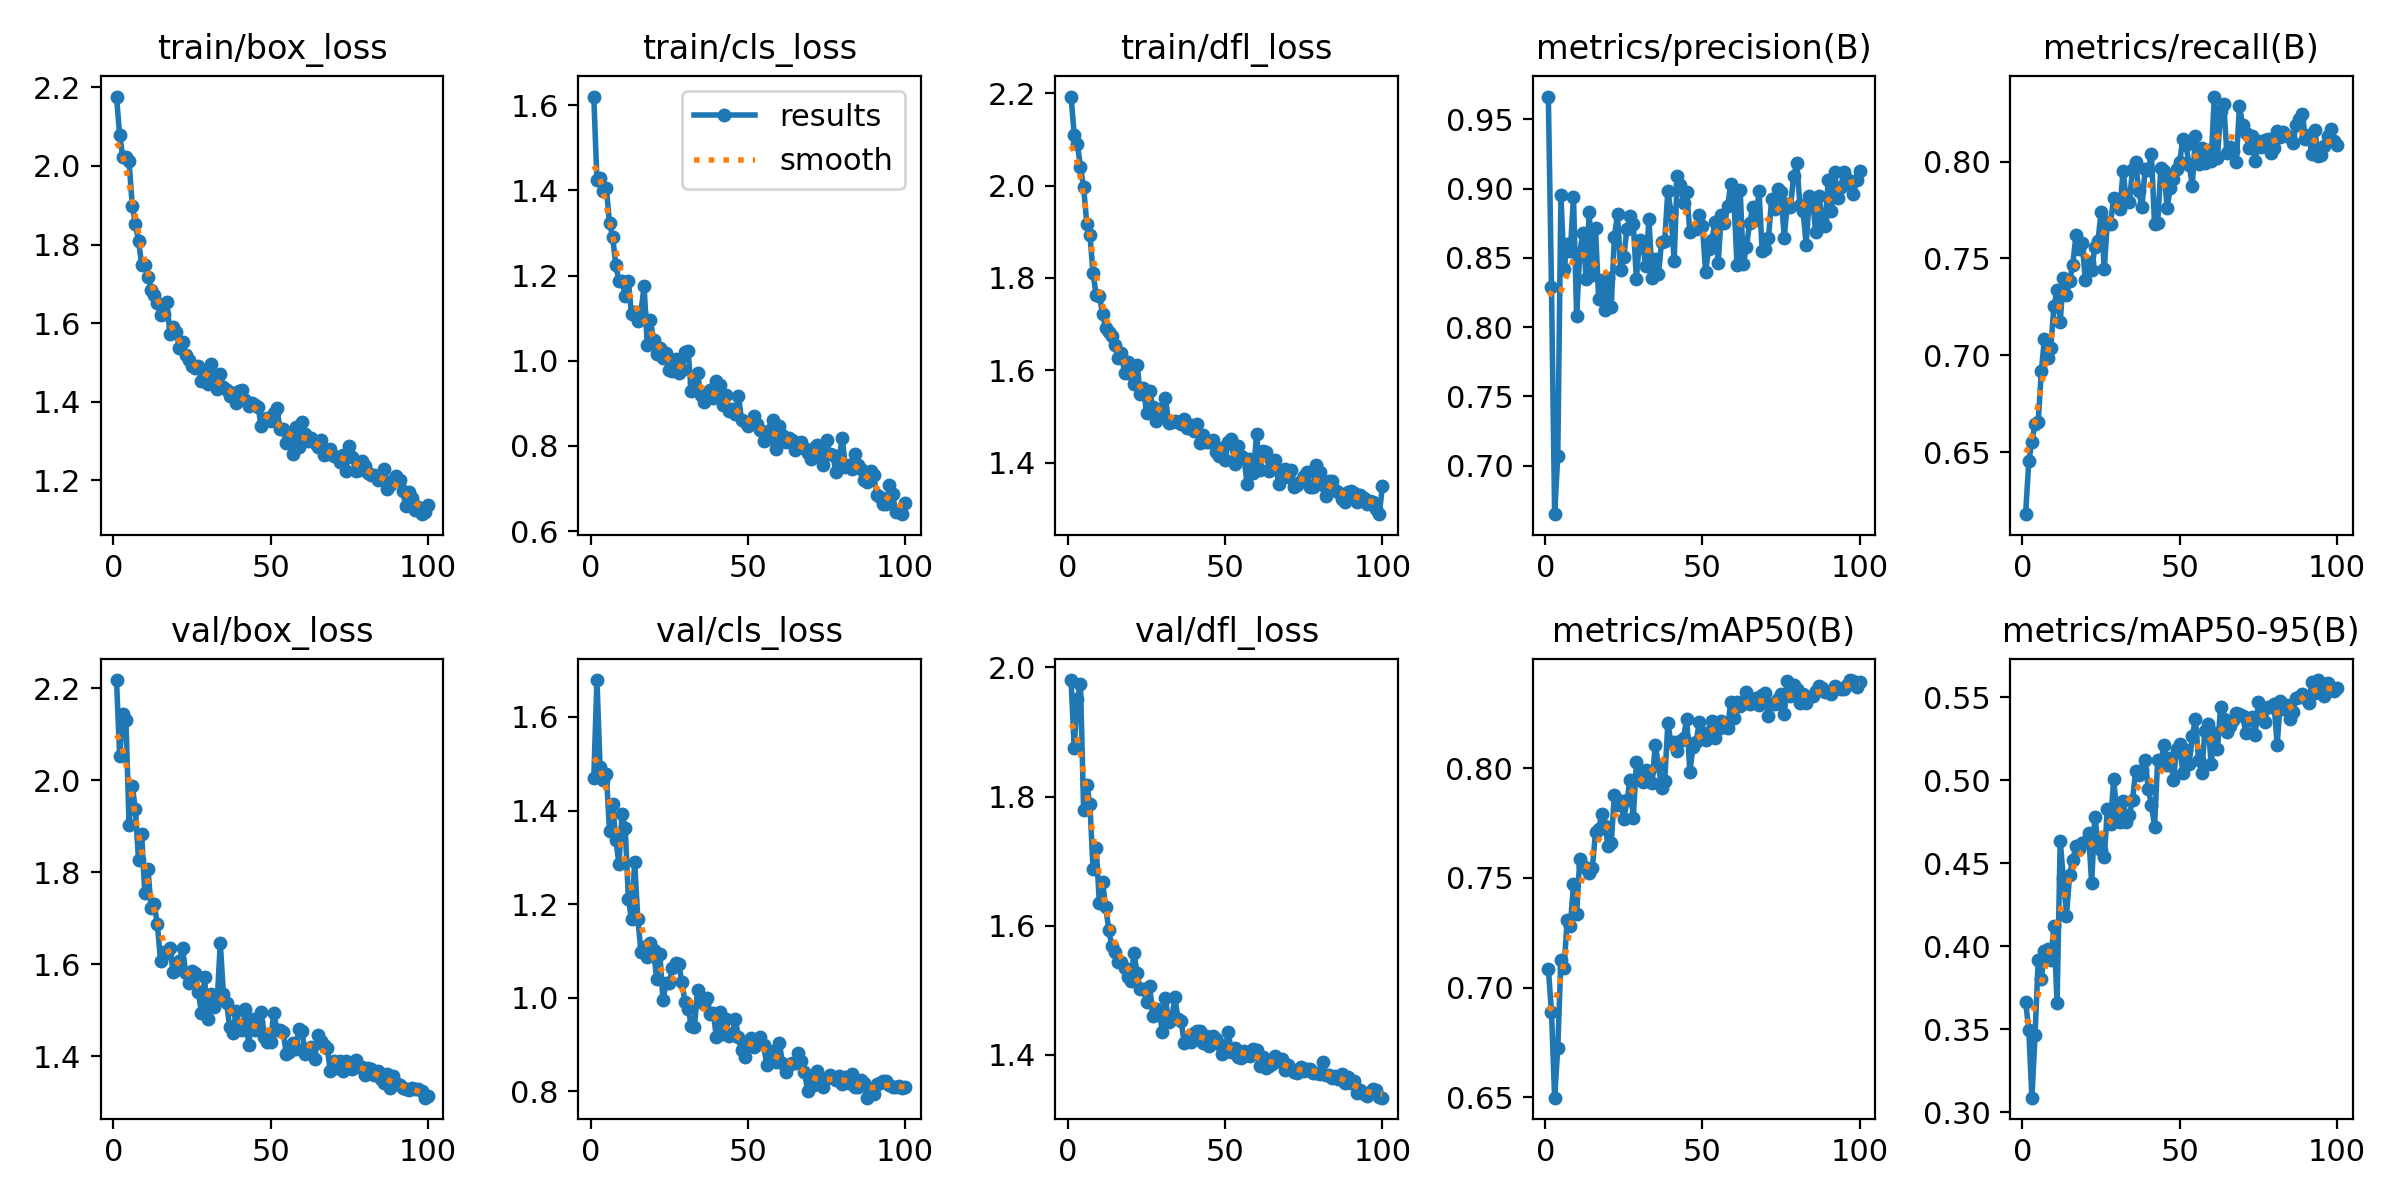 train/box_loss
2.2
2.0
1.8
1.6
1.4
1.2
0 50 100
train/cls_loss
results
smooth
1.6
1.4
1.2
1.0
0.8
0.6
0 50 100
train/dfl_loss
2.2
2.0
1.8
1.6
1.4
0 50 100
metrics/precision(B)
0.95
0.90
0.85
0.80
0.75
0.70
0 50 100
metrics/recall(B)
0.80
0.75
0.70
0.65
0 50 100
val/box_loss
2.2
2.0
1.8
1.6
1.4
0 50 100
val/cls_loss
1.6
1.4
1.2
1.0
0.8
0 50 100
val/dfl_loss
2.0
1.8
1.6
1.4
0 50 100
metrics/mAP50(B)
0.80
0.75
0.70
0.65
0 50 100
metrics/mAP50-95(B)
0.55
0.50
0.45
0.40
0.35
0.30
0 50 100